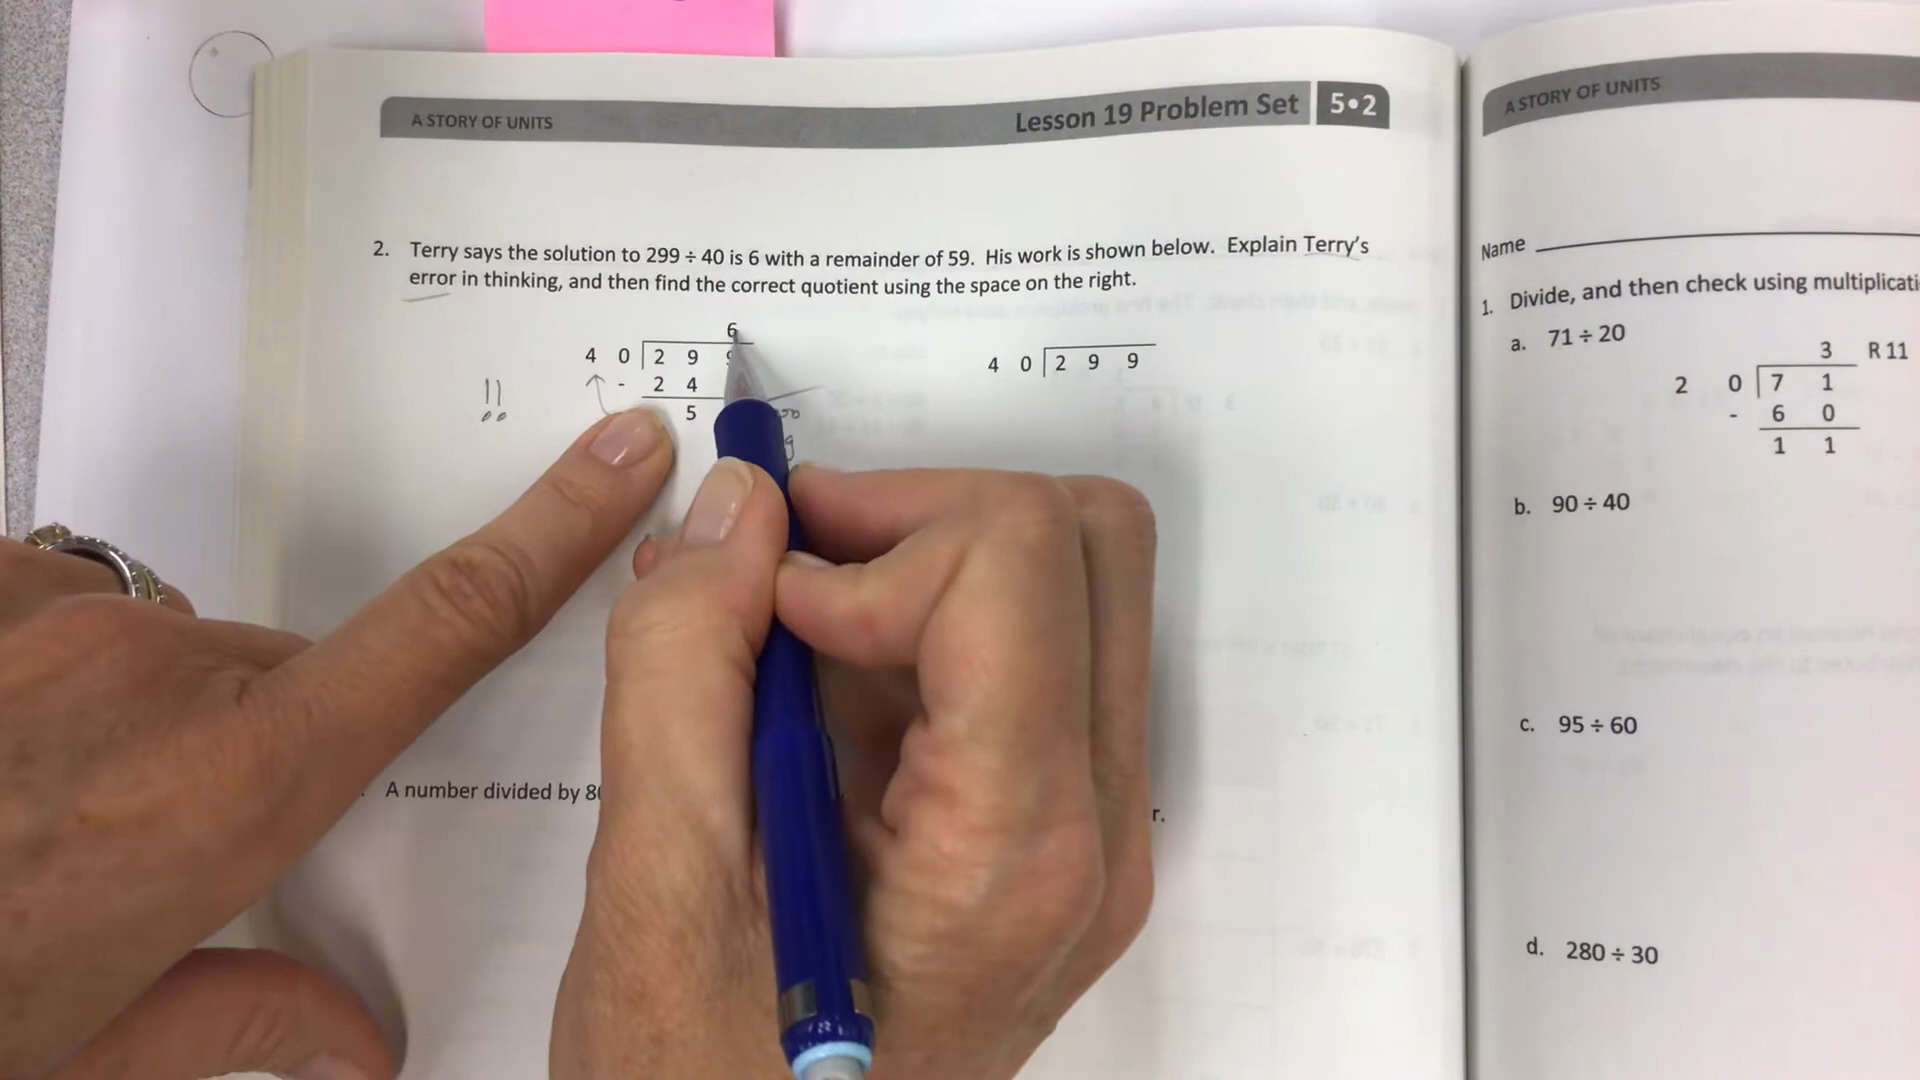 A STORY OF UNITS
Lesson 19 Problem Set 5•2
2. Terry says the solution to 299 ÷ 40 is 6 with a remainder of 59. His work is shown below. Explain Terry's
error in thinking, and then find the correct quotient using the space on the right.
6
4 0 2 9
- 2 4
5
!!
4 0 2 9 9
A number divided by
r.
A STORY OF UNITS
Name
1. Divide, and then check using
a. 71 ÷ 20
3 R 11
2 0 7 1
- 6 0
1 1
b. 90 ÷ 40
c. 95 ÷ 60
d. 280 ÷ 30